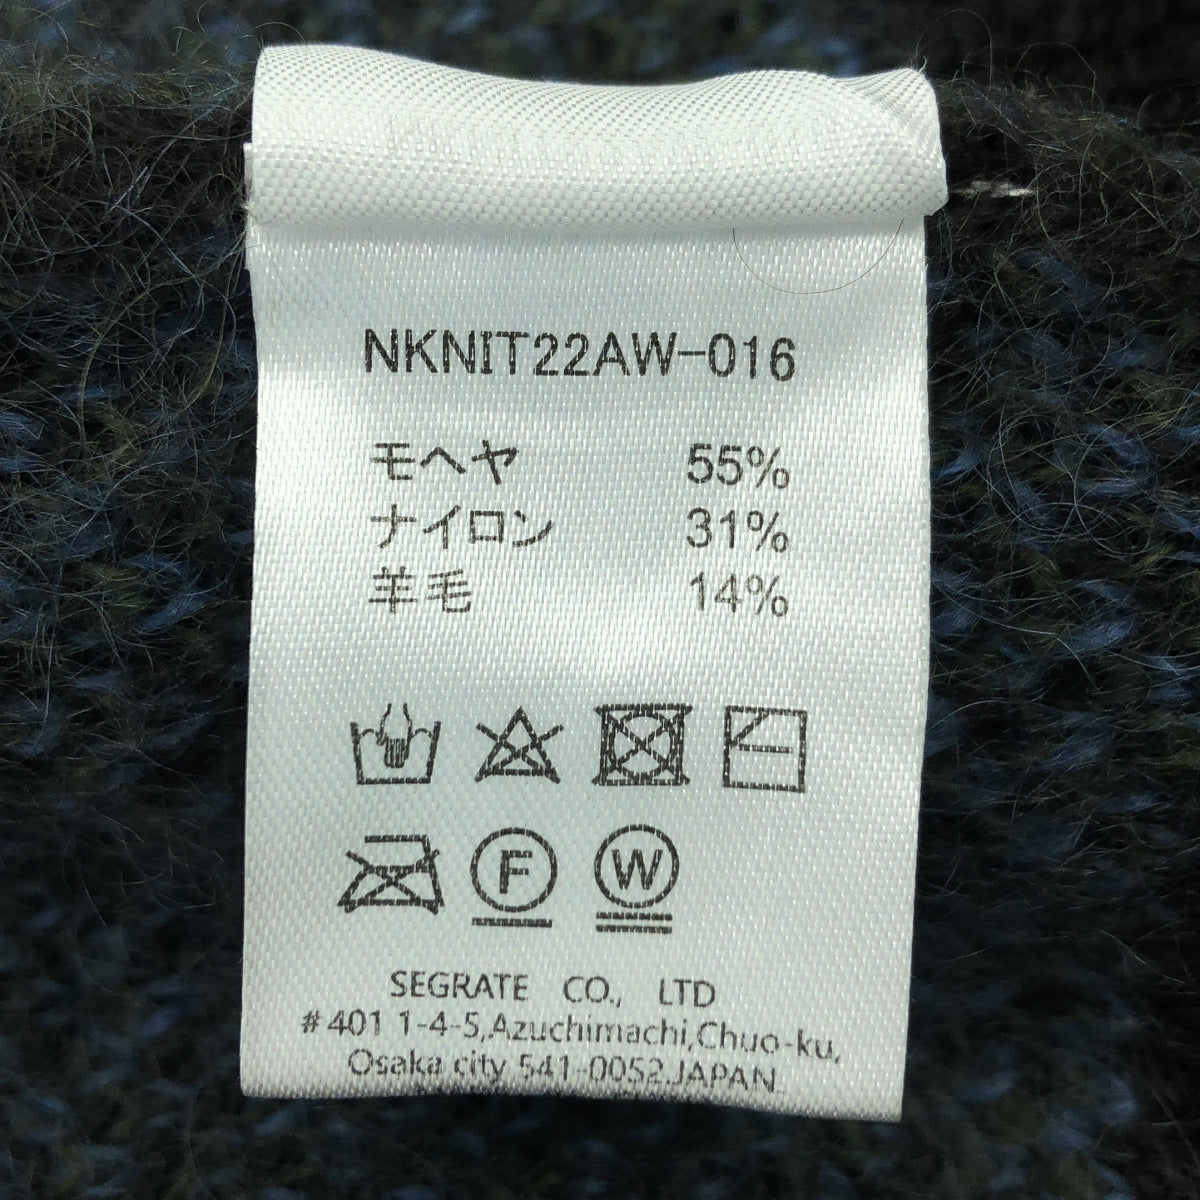 NKNIT22AW-016
モヘヤ 55%
ナイロン 31%
羊毛 14%
F W
SEGRATE CO., LTD
#401 1-4-5,Azuchimachi,Chuo-ku,
Osaka city 541-0052.JAPAN